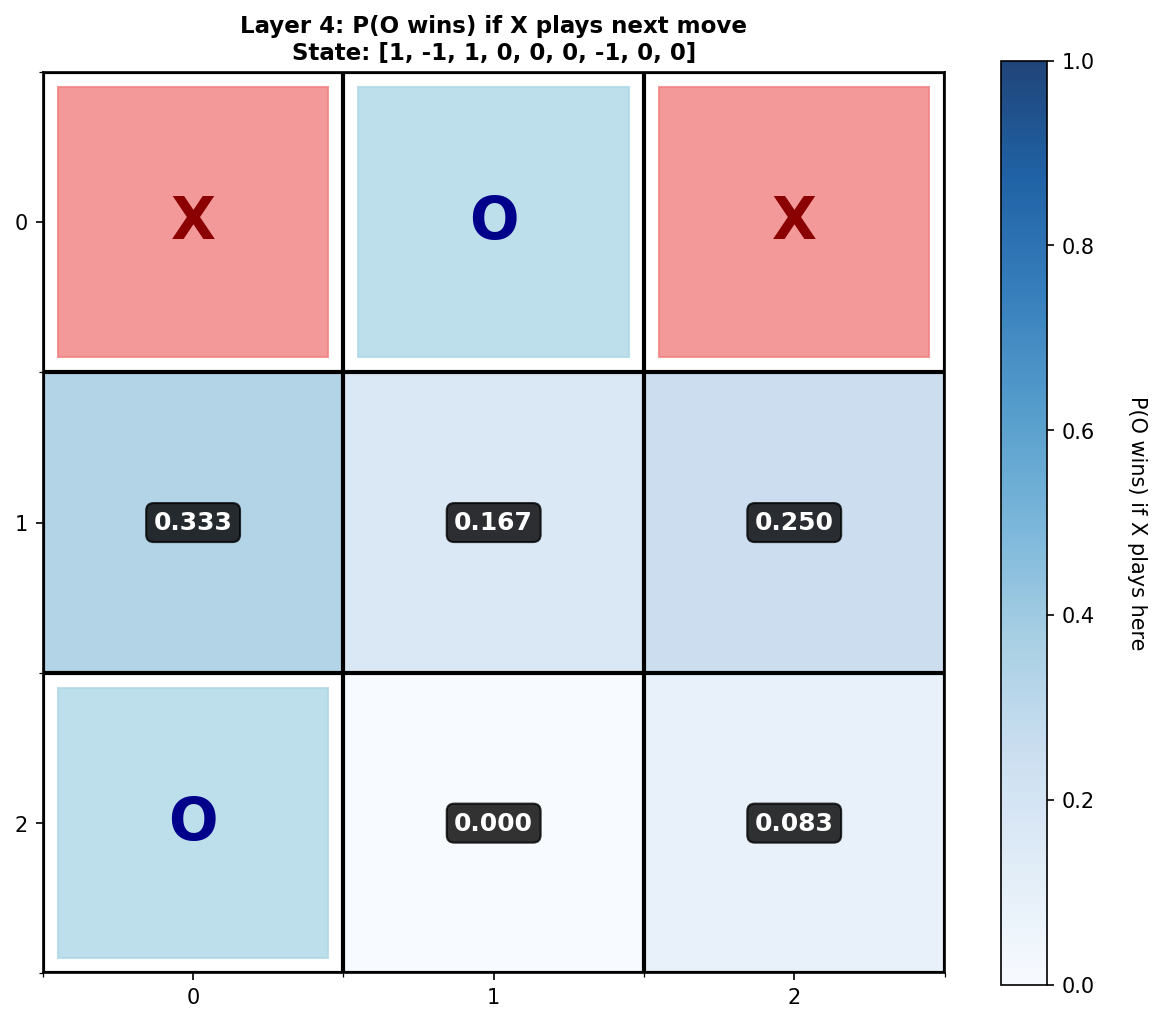 Layer 4: P(O wins) if X plays next move
State: [1, -1, 1, 0, 0, 0, -1, 0, 0]
X
O
X
0.333
0.167
0.250
O
0.000
0.083
0
1
2
0
1
2
1.0
0.8
0.6
0.4
0.2
0.0
P(O wins) if X plays here